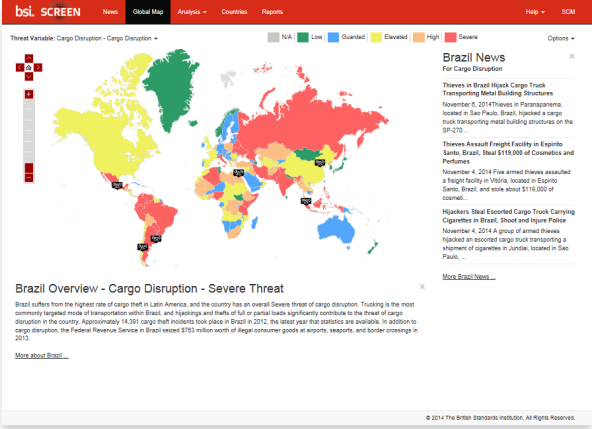 bsi. SCREEN News Global Map Analysis Countries Reports Help SCM
Threat Variable: Cargo Disruption - Cargo Disruption
N/A Low Guarded Elevated High Severe
Options
Brazil News
For Cargo Disruption
Thieves in Brazil Hijack Cargo Truck
Transporting Metal Building Structures
November 6, 2014Thieves in Paranapanema,
located in Sao Paulo, Brazil, hijacked a cargo
truck transporting metal building structures on the
SP-270 ...
Thieves Assault Freight Facility in Espirito
Santo, Brazil, Steal $119,000 of Cosmetics and
Perfumes
November 4, 2014 Five armed thieves assaulted
a freight facility in Vitória, located in Espirito
Santo, Brazil, and stole about $119,000 of
cosmeti...
Hijackers Steal Escorted Cargo Truck Carrying
Cigarettes in Brazil, Shoot and Injure Police
November 4, 2014 A group of armed thieves
hijacked an escorted cargo truck transporting a
shipment of cigarettes in Jundiai, located in Sao
Paulo, ...
More Brazil News ...
Brazil Overview - Cargo Disruption - Severe Threat
Brazil suffers from the highest rate of cargo theft in Latin America, and the country has an overall Severe threat of cargo disruption. Trucking is the most
commonly targeted mode of transportation within Brazil, and hijackings and thefts of full or partial loads significantly contribute to the threat of cargo
disruption in the country. Approximately 14,391 cargo theft incidents took place in Brazil in 2012, the latest year that statistics are available. In addition to
cargo disruption, the Federal Revenue Service in Brazil seized $763 million worth of illegal consumer goods at airports, seaports, and border crossings in
2013.
More about Brazil ...
© 2014 The British Standards Institution. All Rights Reserved.